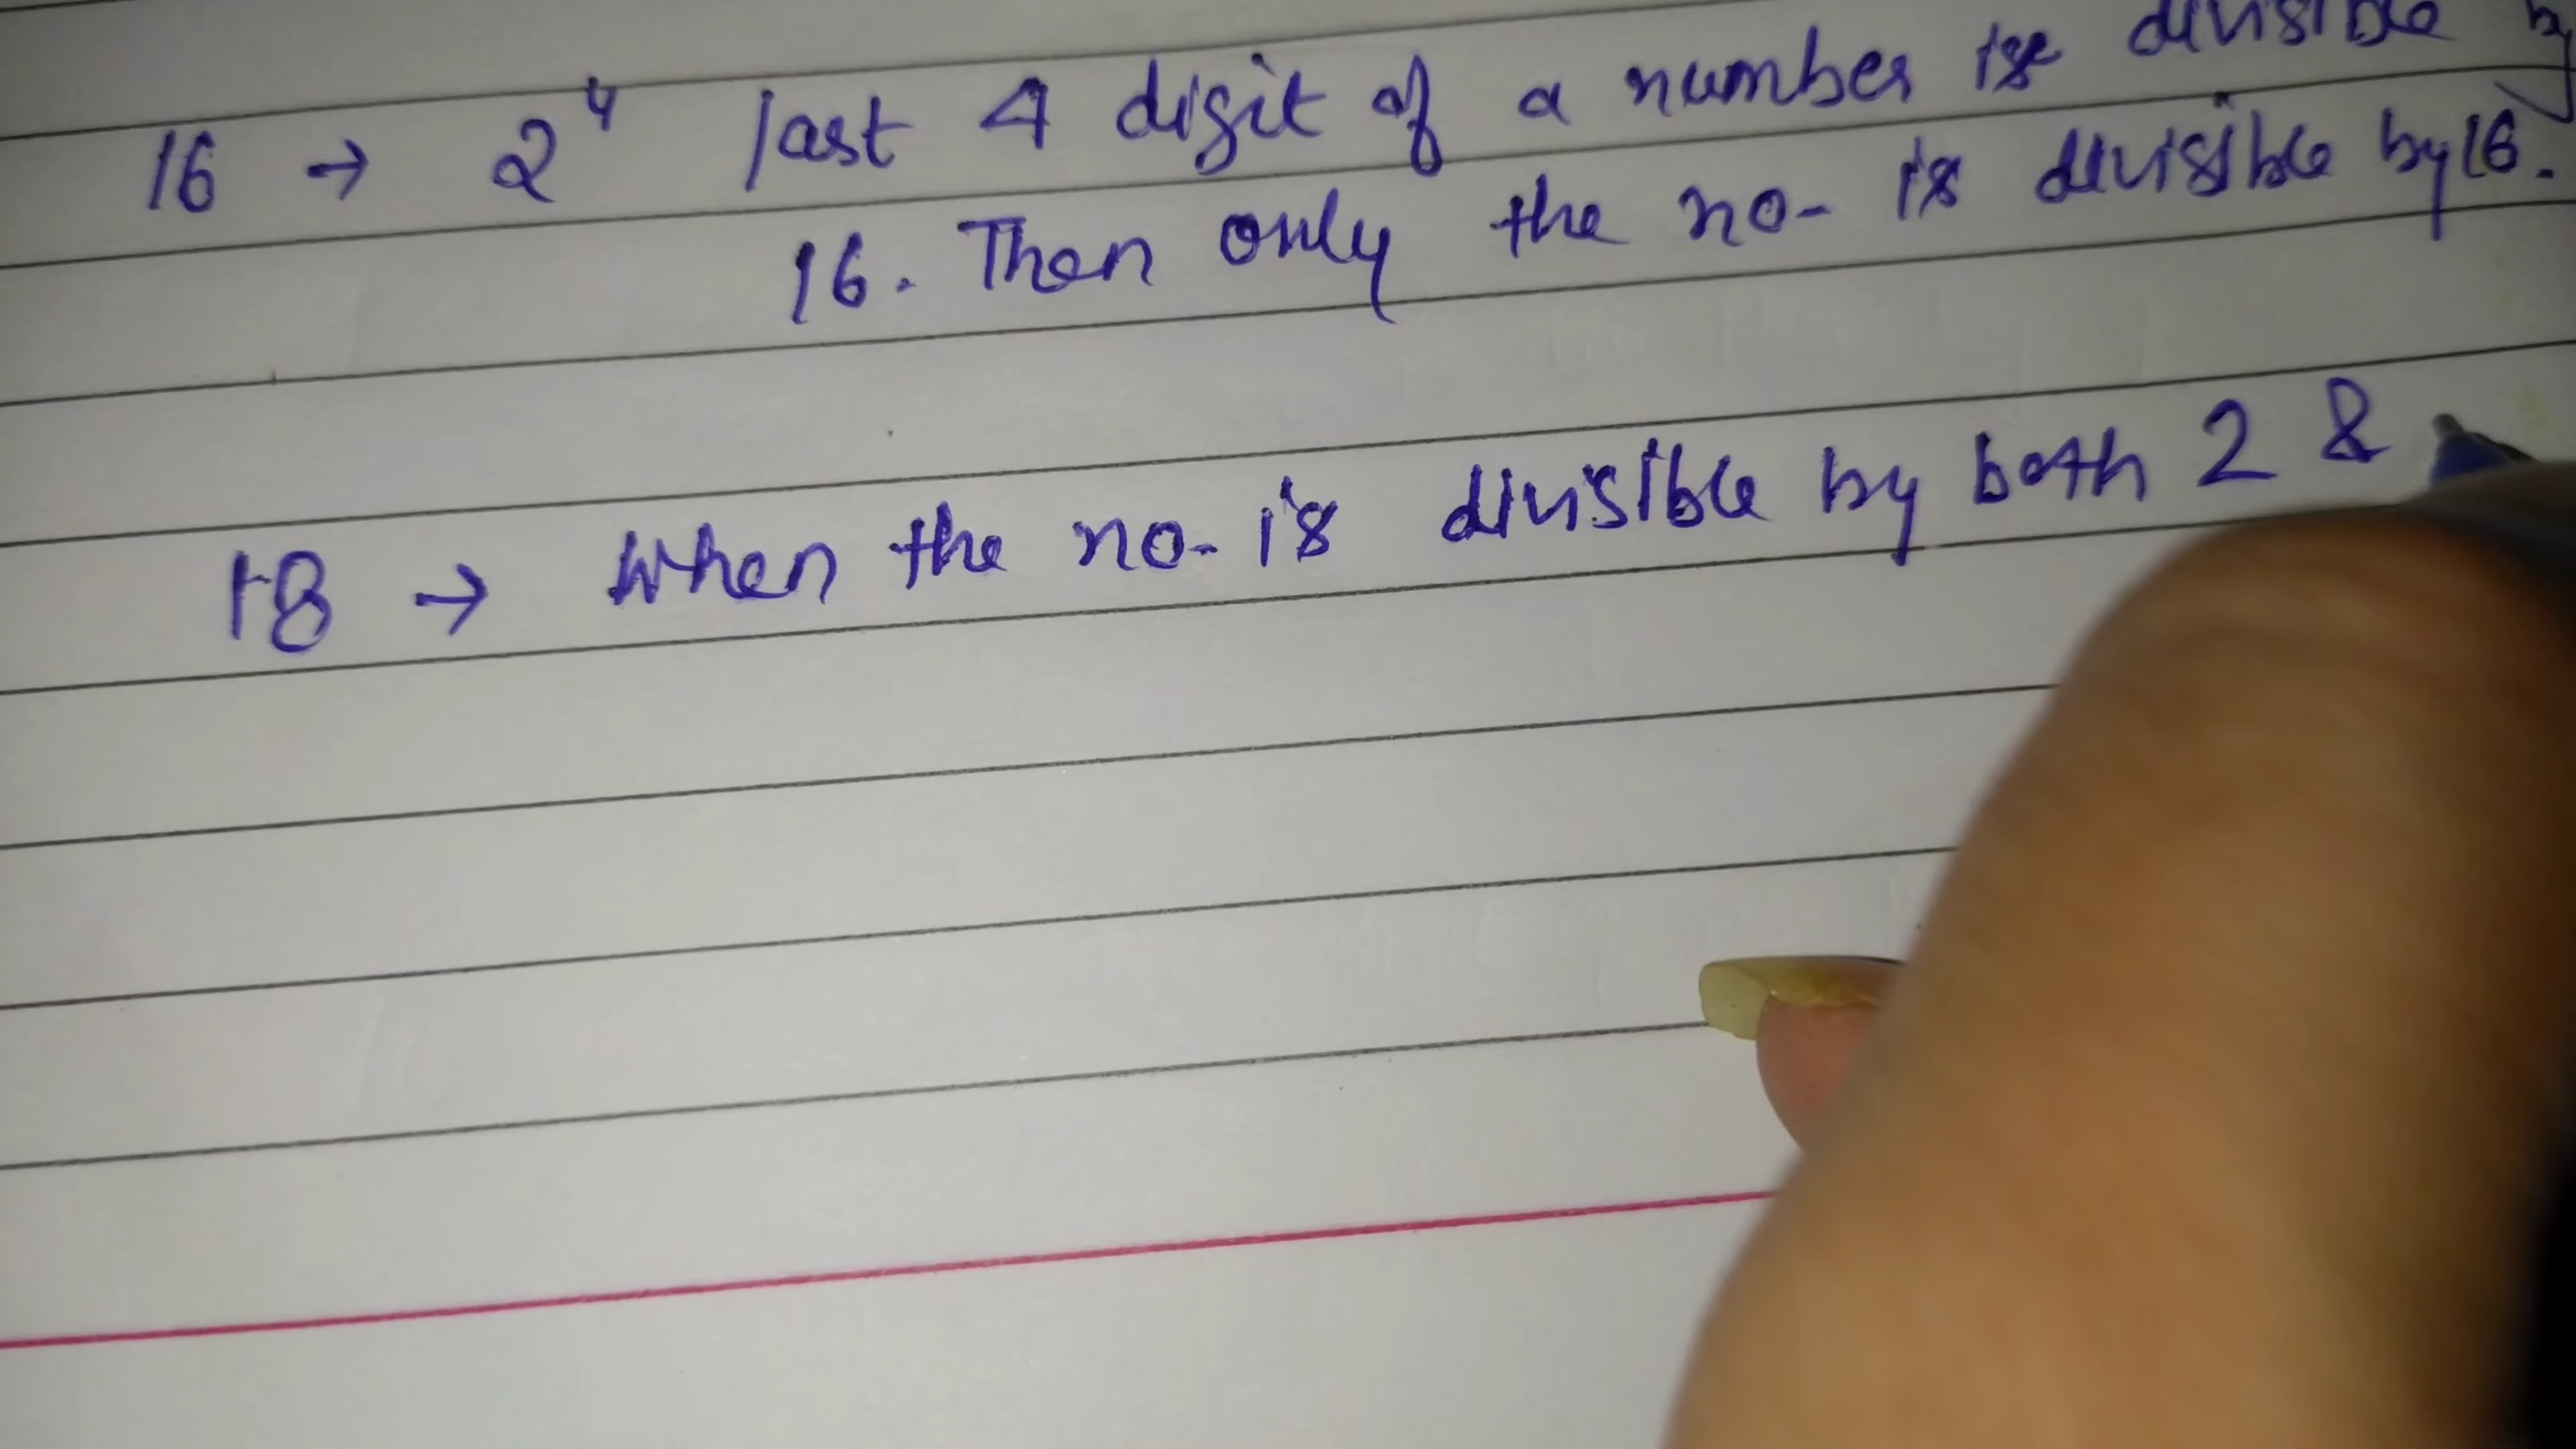 16 → 2⁴ last 4 digit of a number is divisible by
16. Then only the no- is divisible by 16.
18 → When the no- is divisible by both 2 &